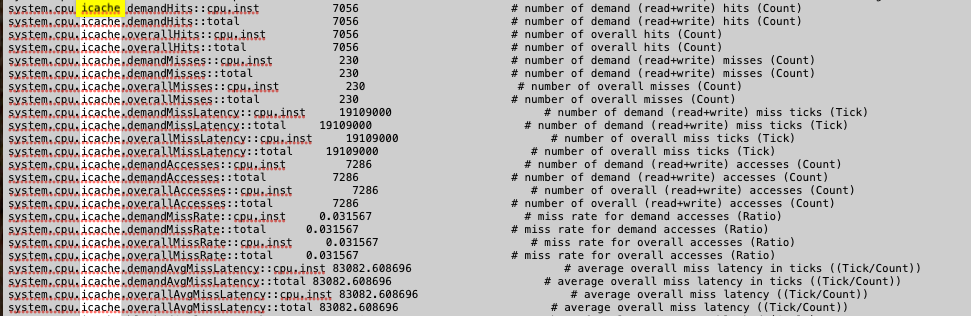 system.cpu.icache.demandHits::cpu.inst 7056 # number of demand (read+write) hits (Count)
system.cpu.icache.demandHits::total 7056 # number of demand (read+write) hits (Count)
system.cpu.icache.overallHits::cpu.inst 7056 # number of overall hits (Count)
system.cpu.icache.overallHits::total 7056 # number of overall hits (Count)
system.cpu.icache.demandMisses::cpu.inst 230 # number of demand (read+write) misses (Count)
system.cpu.icache.demandMisses::total 230 # number of demand (read+write) misses (Count)
system.cpu.icache.overallMisses::cpu.inst 230 # number of overall misses (Count)
system.cpu.icache.overallMisses::total 230 # number of overall misses (Count)
system.cpu.icache.demandMissLatency::cpu.inst 19109000 # number of demand (read+write) miss ticks (Tick)
system.cpu.icache.demandMissLatency::total 19109000 # number of demand (read+write) miss ticks (Tick)
system.cpu.icache.overallMissLatency::cpu.inst 19109000 # number of overall miss ticks (Tick)
system.cpu.icache.overallMissLatency::total 19109000 # number of overall miss ticks (Tick)
system.cpu.icache.demandAccesses::cpu.inst 7286 # number of demand (read+write) accesses (Count)
system.cpu.icache.demandAccesses::total 7286 # number of demand (read+write) accesses (Count)
system.cpu.icache.overallAccesses::cpu.inst 7286 # number of overall (read+write) accesses (Count)
system.cpu.icache.overallAccesses::total 7286 # number of overall (read+write) accesses (Count)
system.cpu.icache.demandMissRate::cpu.inst 0.031567 # miss rate for demand accesses (Ratio)
system.cpu.icache.demandMissRate::total 0.031567 # miss rate for demand accesses (Ratio)
system.cpu.icache.overallMissRate::cpu.inst 0.031567 # miss rate for overall accesses (Ratio)
system.cpu.icache.overallMissRate::total 0.031567 # miss rate for overall accesses (Ratio)
system.cpu.icache.demandAvgMissLatency::cpu.inst 83082.608696 # average overall miss latency in ticks ((Tick/Count))
system.cpu.icache.demandAvgMissLatency::total 83082.608696 # average overall miss latency in ticks ((Tick/Count))
system.cpu.icache.overallAvgMissLatency::cpu.inst 83082.608696 # average overall miss latency ((Tick/Count))
system.cpu.icache.overallAvgMissLatency::total 83082.608696 # average overall miss latency ((Tick/Count))